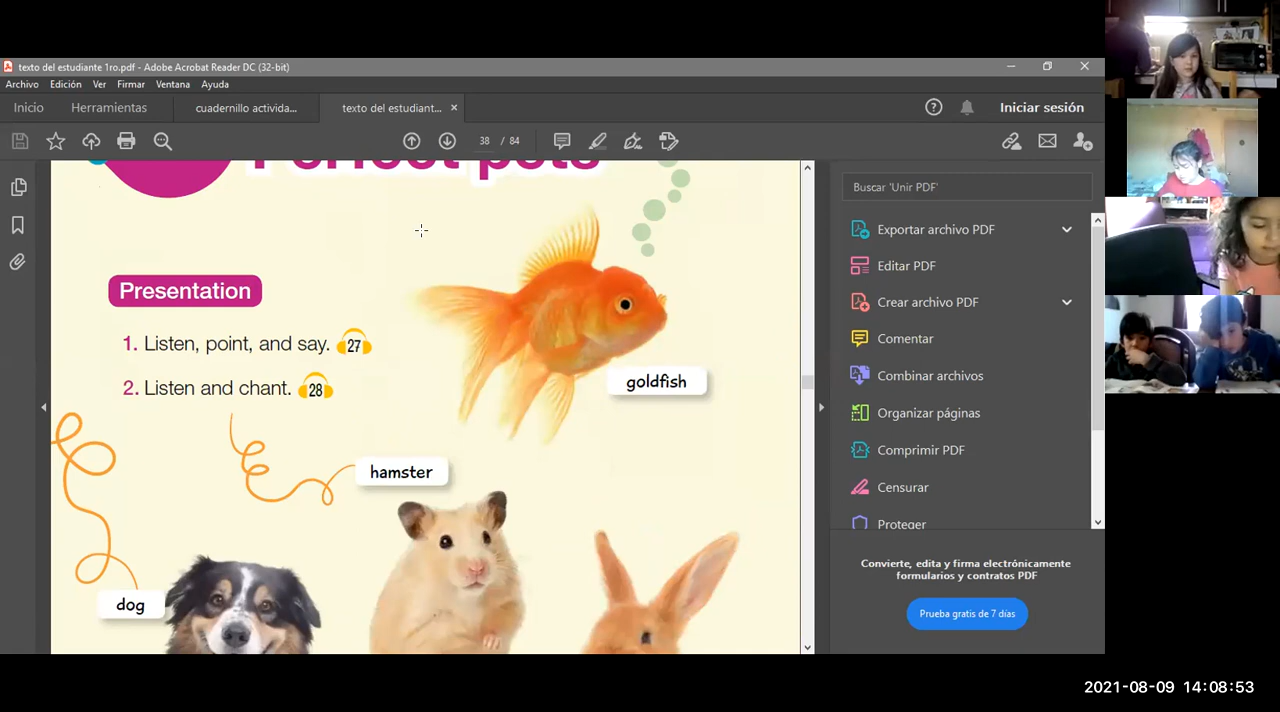 texto del estudiante 1ro.pdf - Adobe Acrobat Reader DC (32-bit)
Archivo Edición Ver Firmar Ventana Ayuda
Inicio Herramientas cuadernillo activida... texto del estudiant... Iniciar sesión
38 / 84
Perfect pets
Presentation
1. Listen, point, and say. 27
2. Listen and chant. 28
goldfish
hamster
dog
Buscar 'Unir PDF'
Exportar archivo PDF
Editar PDF
Crear archivo PDF
Comentar
Combinar archivos
Organizar páginas
Comprimir PDF
Censurar
Proteger
Convierte, edita y firma electrónicamente
formularios y contratos PDF
Prueba gratis de 7 días
2021-08-09 14:08:53